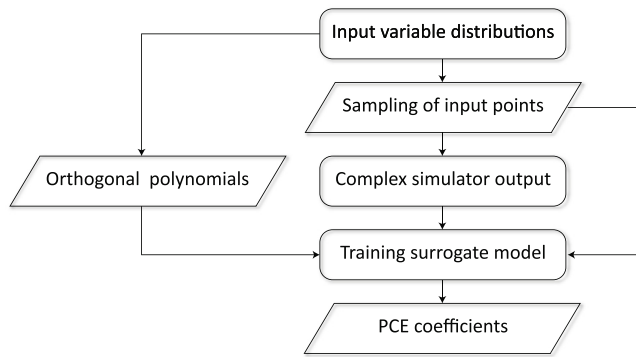 Input variable distributions
Sampling of input points
Orthogonal polynomials
Complex simulator output
Training surrogate model
PCE coefficients